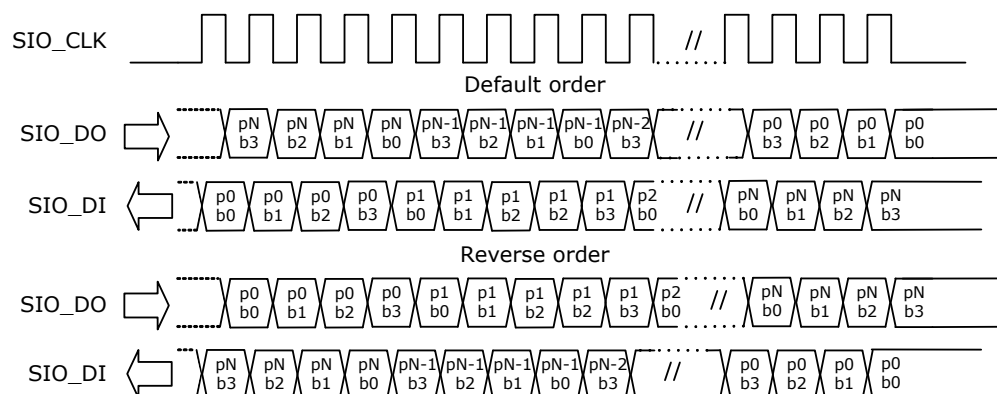 SIO_CLK //
Default order
SIO_DO
pN pN pN pN pN-1 pN-1 pN-1 pN-1 pN-2 // p0 p0 p0 p0
b3 b2 b1 b0 b3 b2 b1 b0 b3 b3 b2 b1 b0
SIO_DI
p0 p0 p0 p0 p1 p1 p1 p1 p1 p2 // pN pN pN pN
b0 b1 b2 b3 b0 b1 b2 b2 b3 b0 b0 b1 b2 b3
Reverse order
SIO_DO
p0 p0 p0 p0 p1 p1 p1 p1 p1 p2 // pN pN pN pN
b0 b1 b2 b3 b0 b1 b2 b2 b3 b0 b0 b1 b2 b3
SIO_DI
pN pN pN pN pN-1 pN-1 pN-1 pN-1 pN-2 // p0 p0 p0 p0
b3 b2 b1 b0 b3 b2 b1 b0 b3 b3 b2 b1 b0